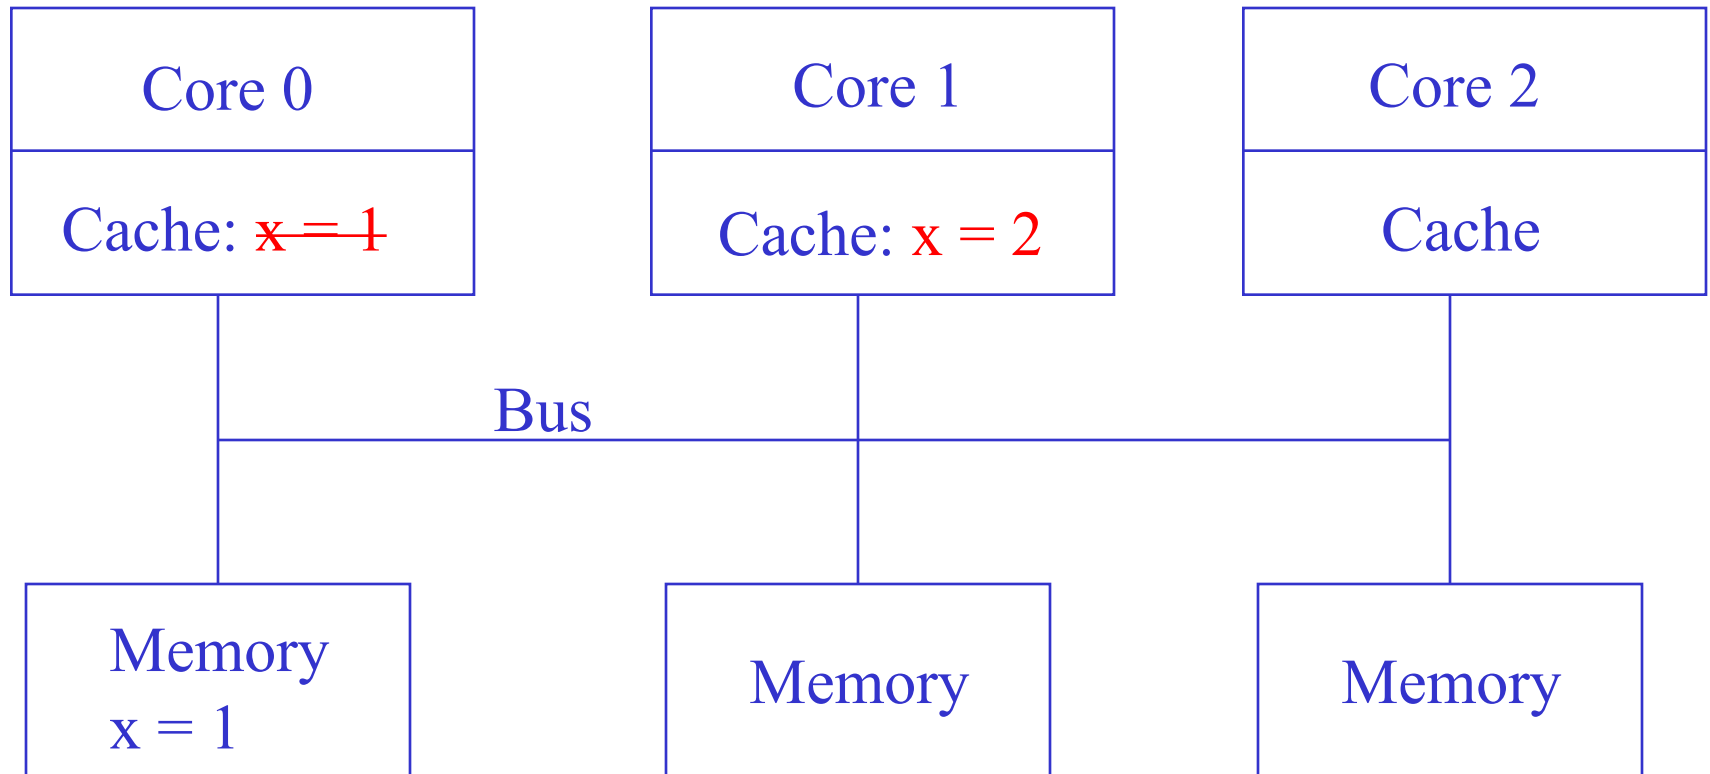 Core 0
Core 1
Core 2
Cache: x = 1
Cache: x = 2
Cache
Bus
Memory
x = 1
Memory
Memory